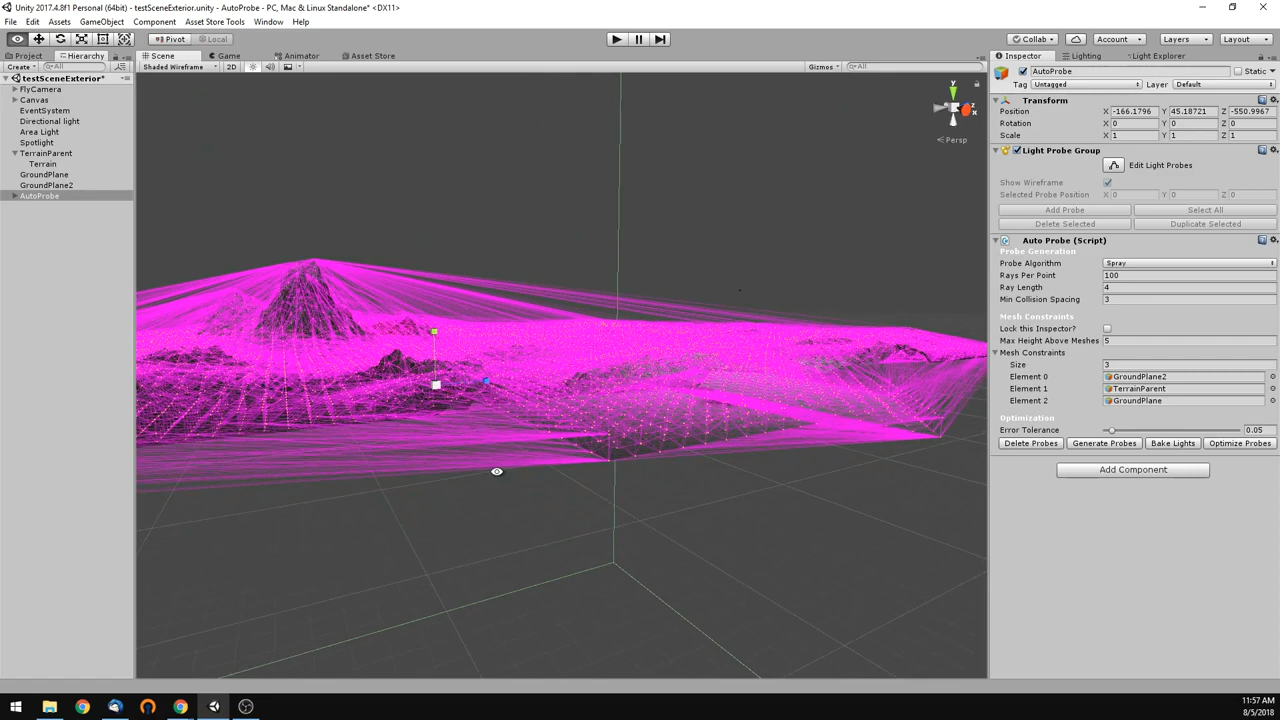 Unity 2017.4.8f1 Personal (64bit) - testSceneExterior.unity - AutoProbe - PC, Mac & Linux Standalone* <DX11>
File Edit Assets GameObject Component Asset Store Tools Window Help
Pivot Local
Collab Account Layers Layout
Project Hierarchy
Create All
testSceneExterior*
FlyCamera
Canvas
EventSystem
Directional light
Area Light
Spotlight
TerrainParent
Terrain
GroundPlane
GroundPlane2
AutoProbe
Scene Game Animator Asset Store
Shaded Wireframe 2D Gizmos All
y
z
x
Persp
Inspector Lighting Light Explorer
AutoProbe Static
Tag Untagged Layer Default
Transform
Position X -166.1796 Y 45.18721 Z -550.9967
Rotation X 0 Y 0 Z 0
Scale X 1 Y 1 Z 1
Light Probe Group
Edit Light Probes
Show Wireframe
Selected Probe Position X 0 Y 0 Z 0
Add Probe Select All
Delete Selected Duplicate Selected
Auto Probe (Script)
Probe Generation
Probe Algorithm Spray
Rays Per Point 100
Ray Length 4
Min Collision Spacing 3
Mesh Constraints
Lock this Inspector?
Max Height Above Meshes 5
Mesh Constraints
Size 3
Element 0 GroundPlane2
Element 1 TerrainParent
Element 2 GroundPlane
Optimization
Error Tolerance 0.05
Delete Probes Generate Probes Bake Lights Optimize Probes
Add Component
11:57 AM
8/5/2018